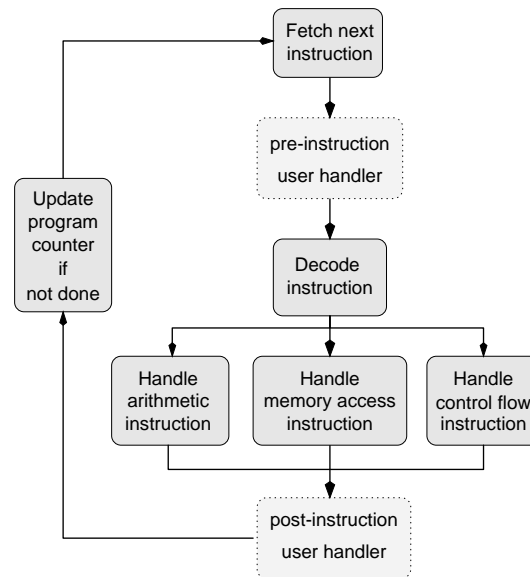 Fetch next
instruction
pre-instruction
user handler
Update
program
counter
if
not done
Decode
instruction
Handle
arithmetic
instruction
Handle
memory access
instruction
Handle
control flow
instruction
post-instruction
user handler